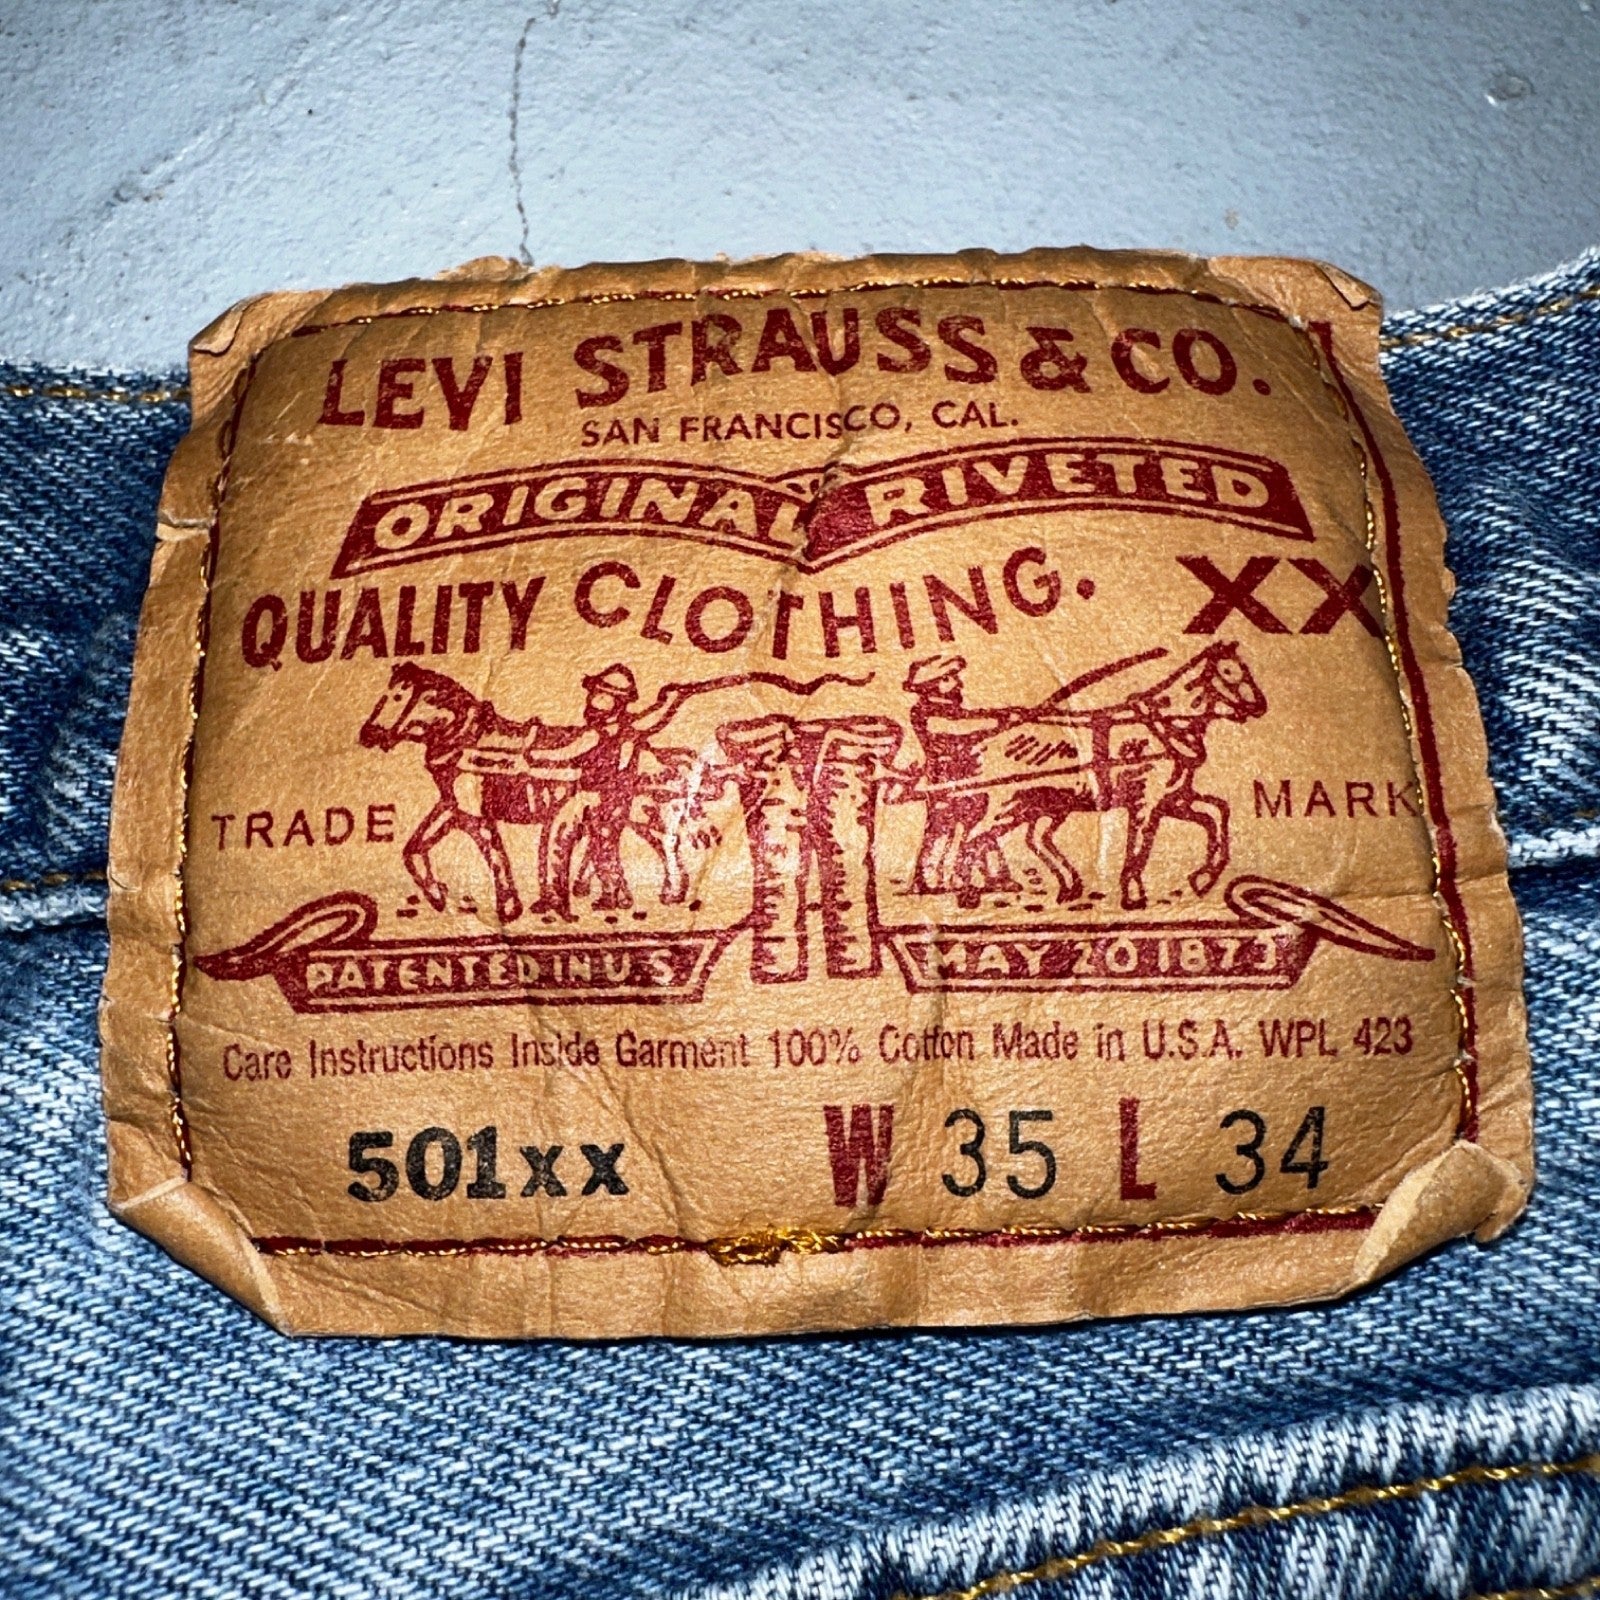 LEVI STRAUSS & CO.
SAN FRANCISCO, CAL.
ORIGINAL RIVETED
QUALITY CLOTHING. XX
TRADE MARK
PATENTED IN U.S MAY 20 1873
Care Instructions Inside Garment 100% Cotton Made in U.S.A. WPL 423
501xx W 35 L 34